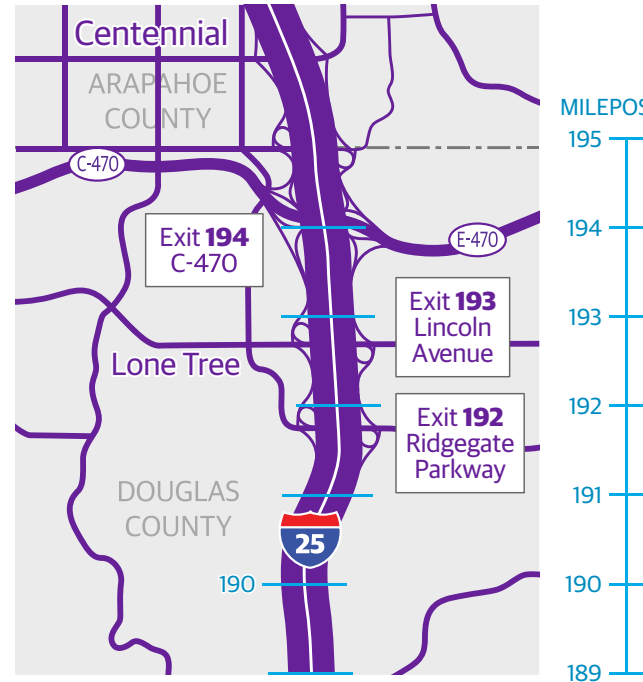 Centennial
ARAPAHOE
COUNTY
C-470
Exit 194
C-470
E-470
Exit 193
Lincoln
Avenue
Lone Tree
Exit 192
Ridgegate
Parkway
DOUGLAS
COUNTY
25
190
MILEPOS
195
194
193
192
191
190
189